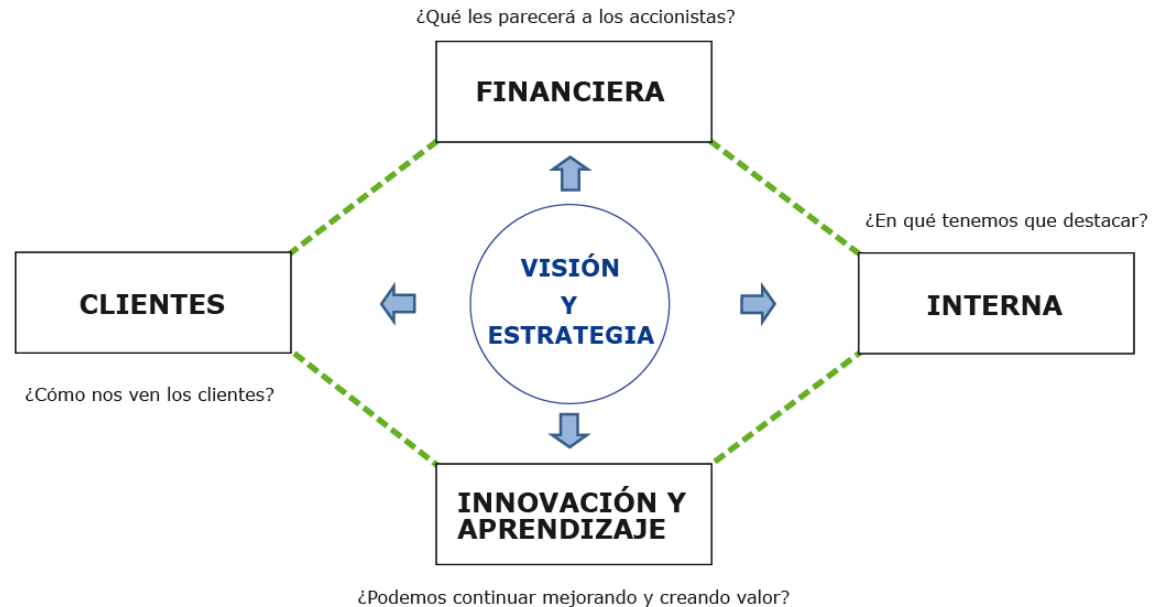 ¿Qué les parecerá a los accionistas?
FINANCIERA
¿En qué tenemos que destacar?
CLIENTES
VISIÓN
Y
ESTRATEGIA
INTERNA
¿Cómo nos ven los clientes?
INNOVACIÓN Y
APRENDIZAJE
¿Podemos continuar mejorando y creando valor?